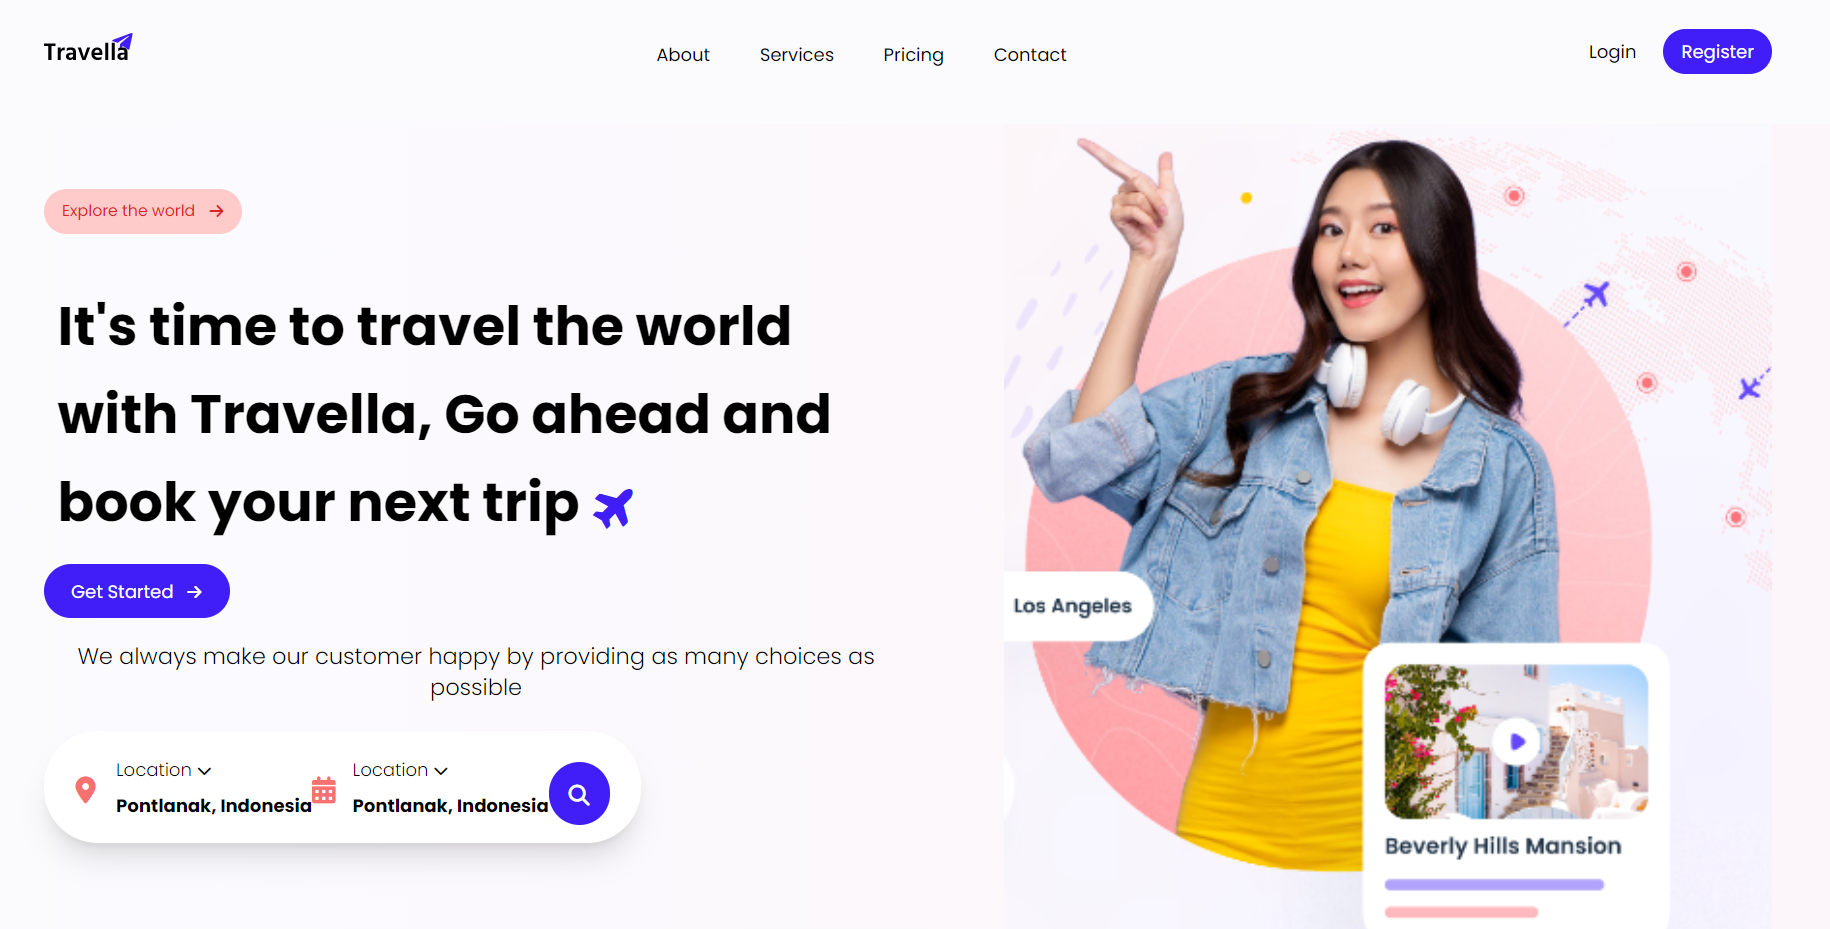 Travella
About
Services
Pricing
Contact
Login
Register
Explore the world
It's time to travel the world
with Travella, Go ahead and
book your next trip
Get Started
We always make our customer happy by providing as many choices as
possible
Location
Pontlanak, Indonesia
Location
Pontlanak, Indonesia
Los Angeles
Beverly Hills Mansion